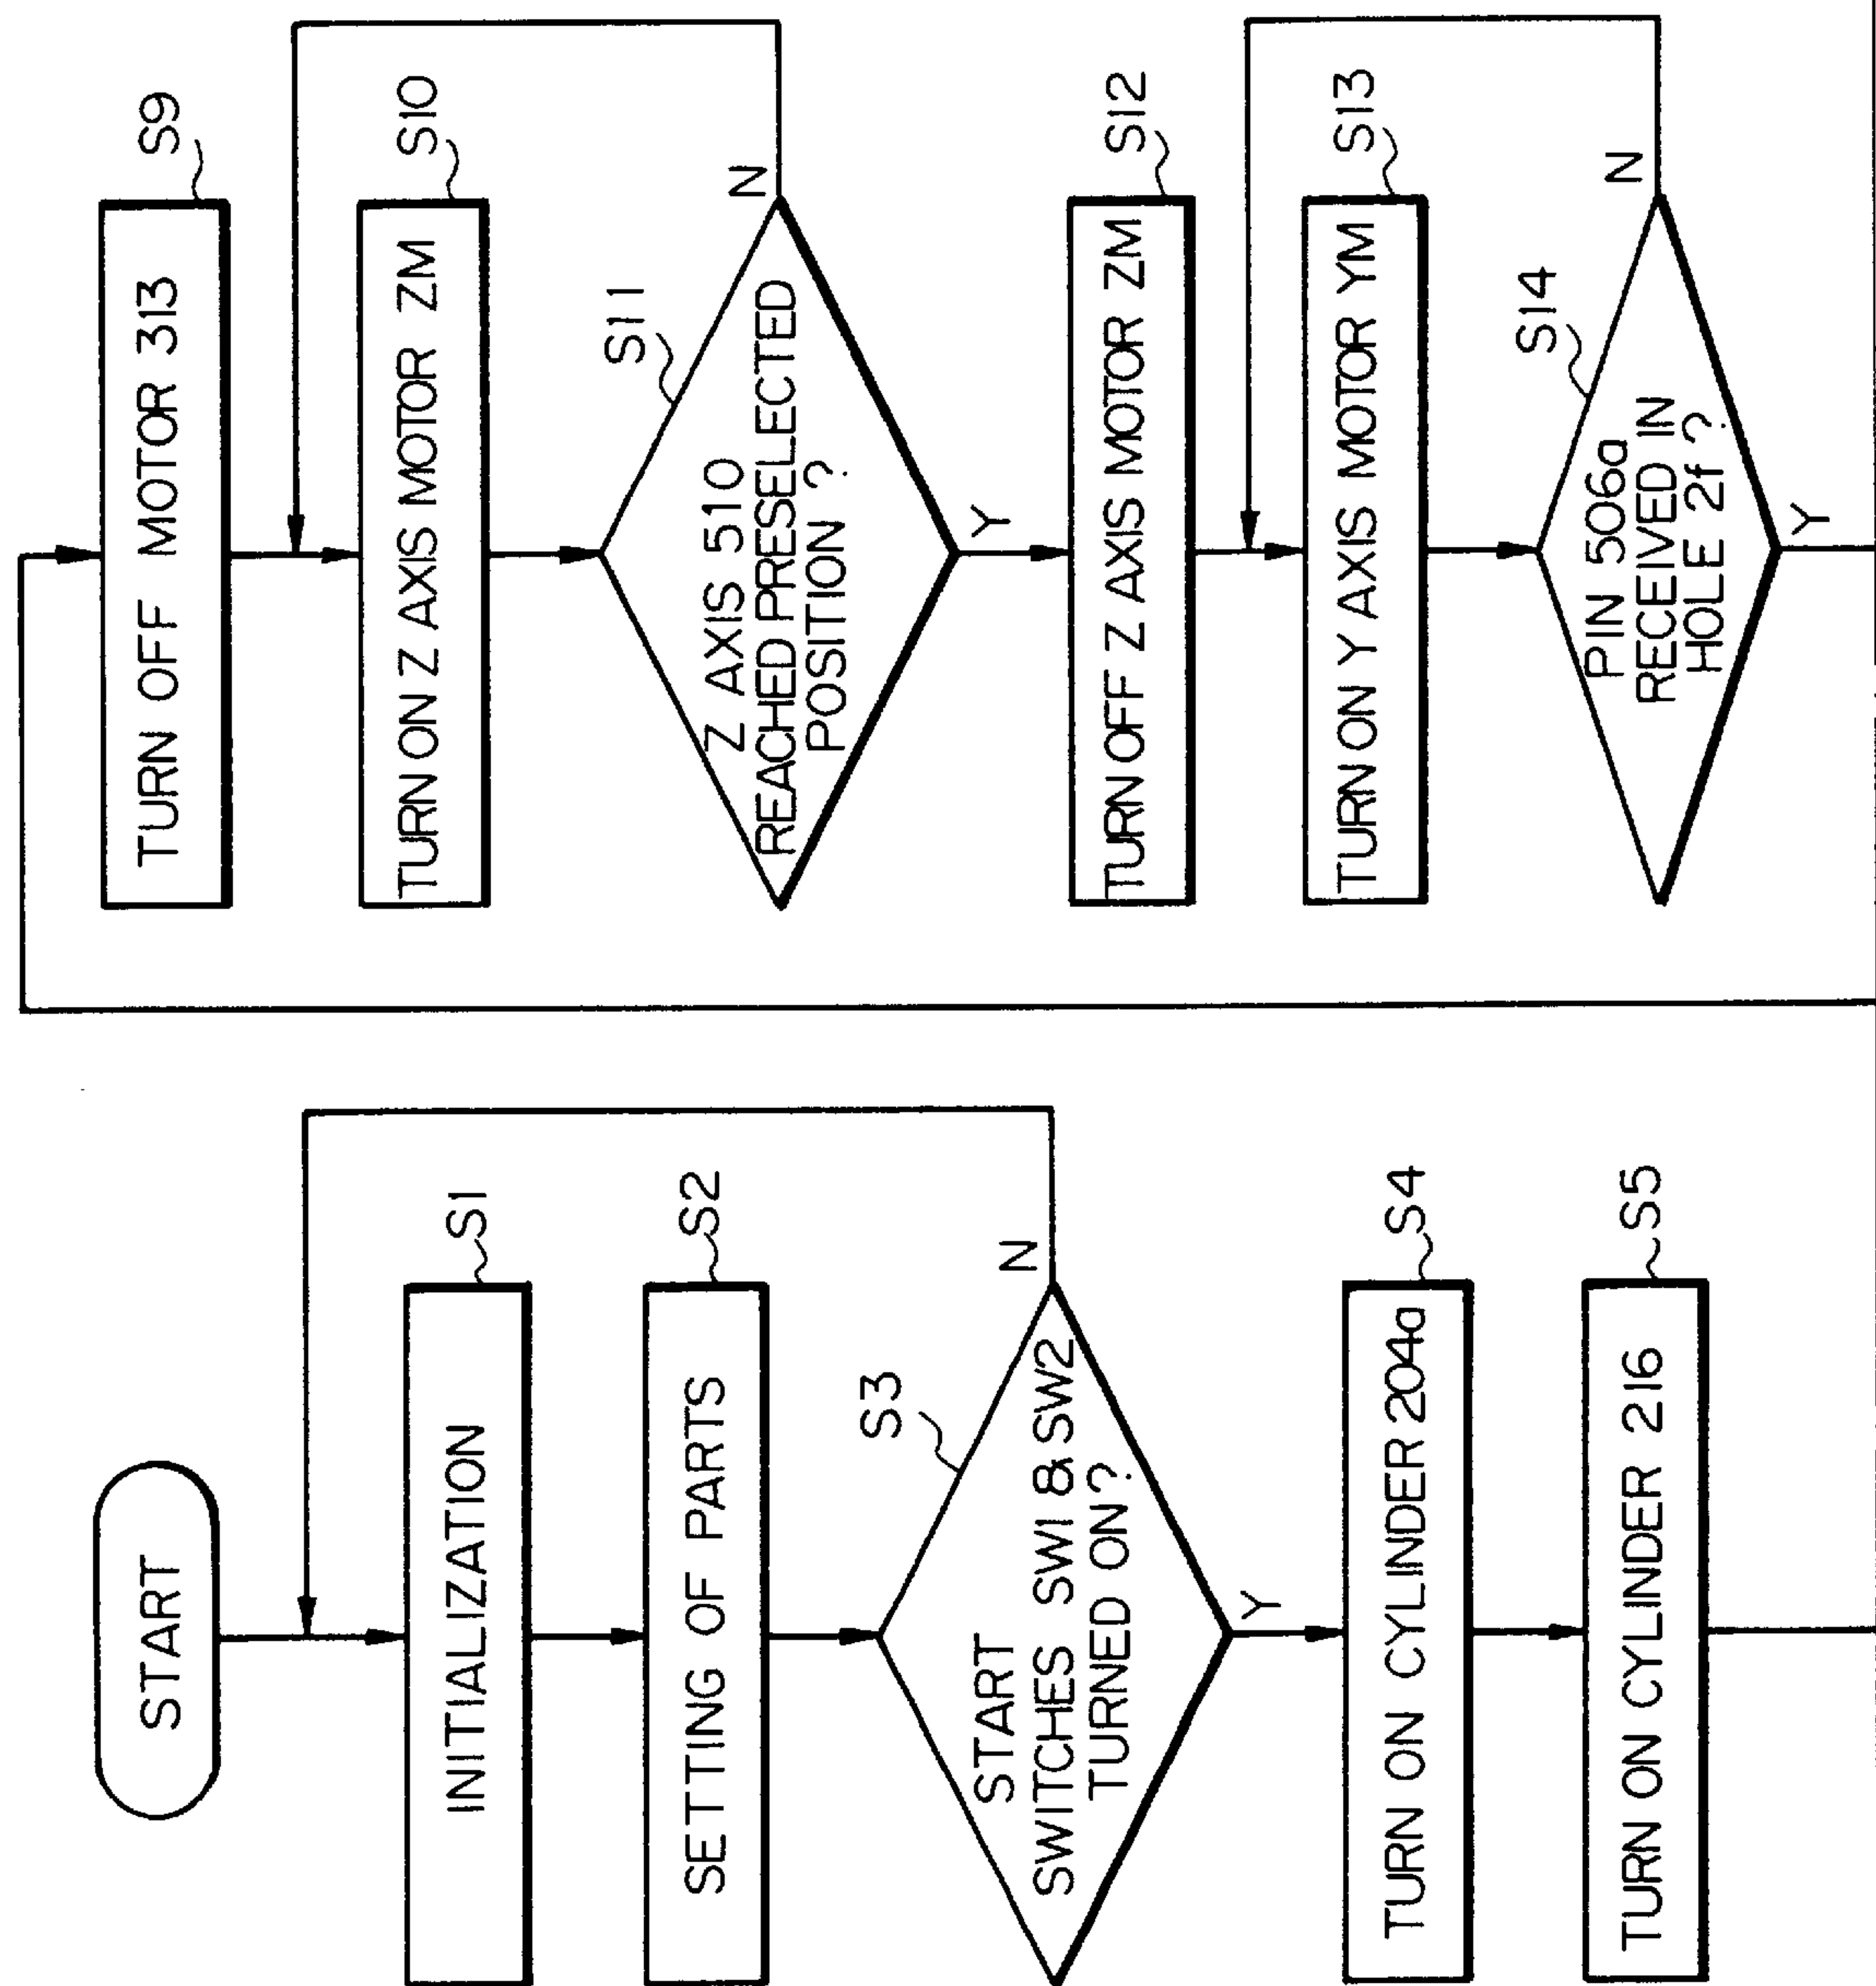 START
INITIALIZATION
S1
SETTING OF PARTS
S2
START
SWITCHES SW1 & SW2
TURNED ON?
S3
N
Y
TURN ON CYLINDER 204a
S4
TURN ON CYLINDER 216
S5
TURN OFF MOTOR 313
S9
TURN ON Z AXIS MOTOR ZM
S10
Z AXIS 510
REACHED PRESELECTED
POSITION ?
S11
N
Y
TURN OFF Z AXIS MOTOR ZM
S12
TURN ON Y AXIS MOTOR YM
S13
PIN 506a
RECEIVED IN
HOLE 2f ?
S14
N
Y